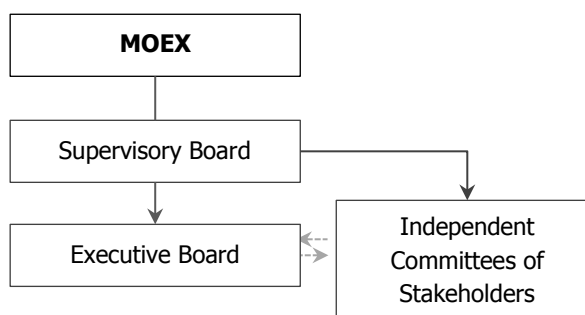 MOEX
Supervisory Board
Executive Board
Independent
Committees of
Stakeholders